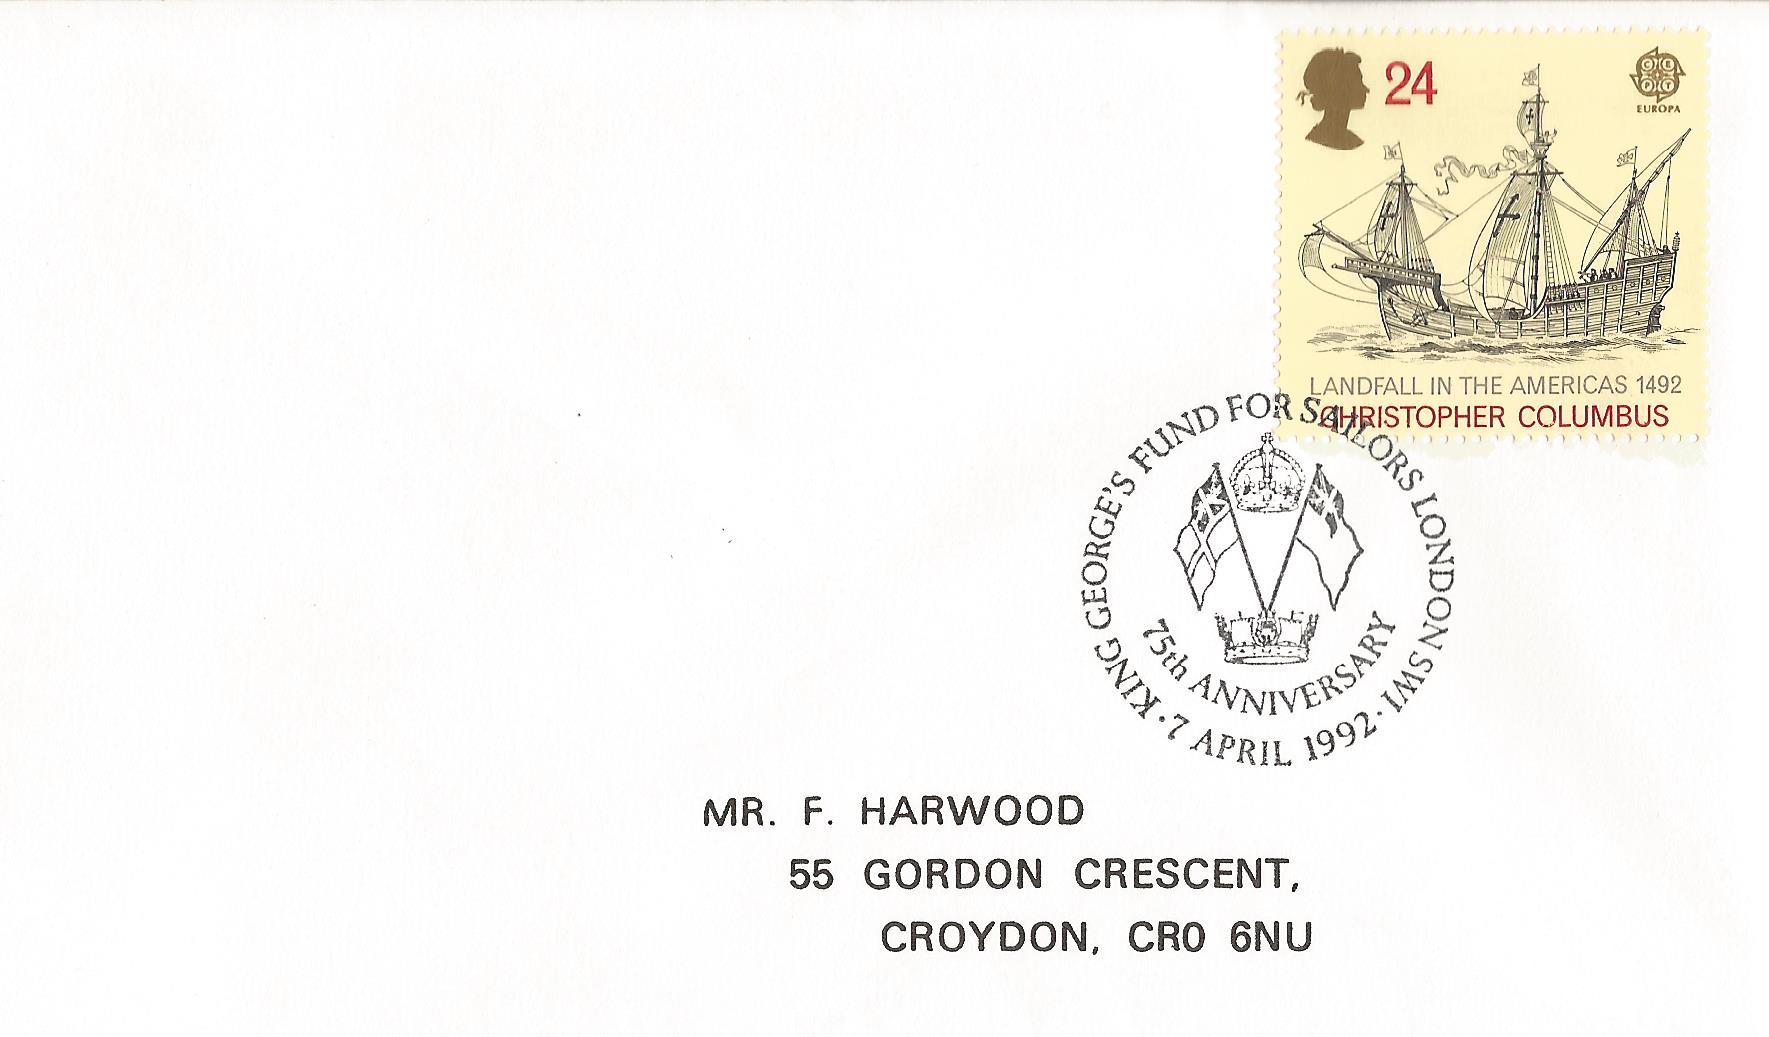 24
CEPT
EUROPA
LANDFALL IN THE AMERICAS 1492
CHRISTOPHER COLUMBUS
KING GEORGE'S FUND FOR SAILORS LONDON SW1
75th ANNIVERSARY
· 7 APRIL 1992 ·
MR. F. HARWOOD
55 GORDON CRESCENT,
CROYDON, CR0 6NU